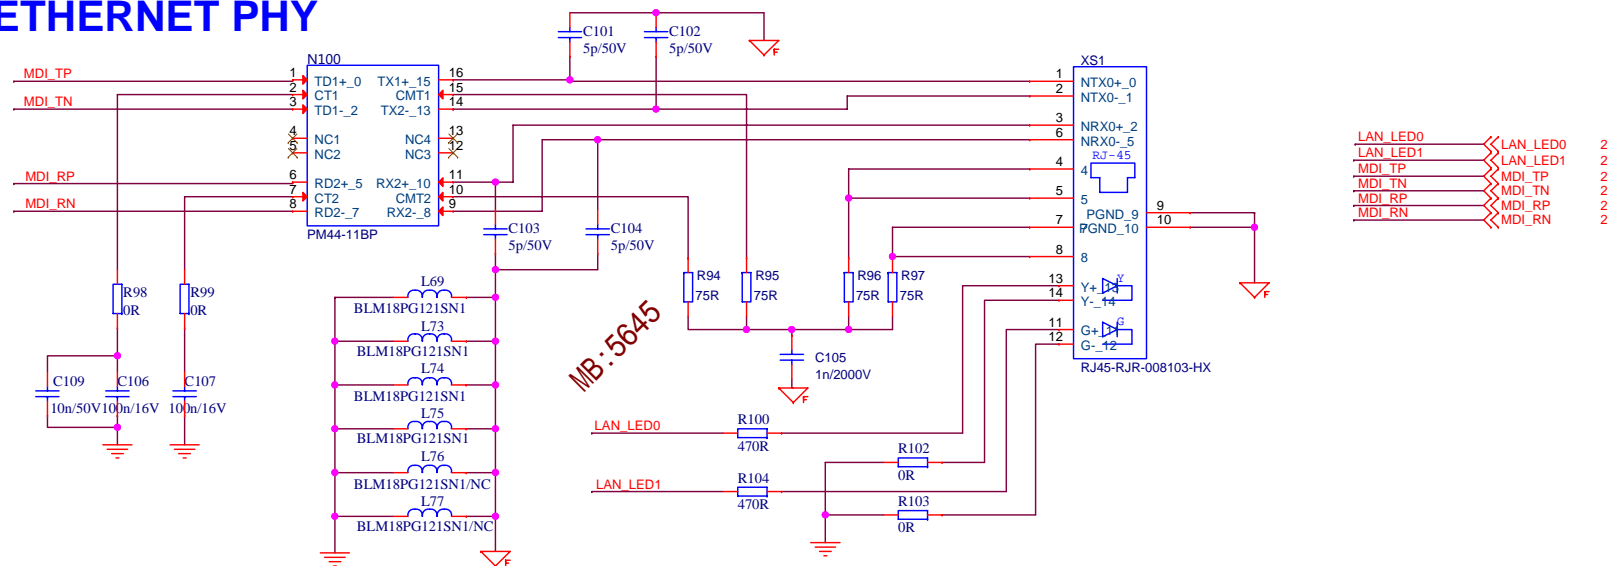 ETHERNET PHY
C101
5p/50V
C102
5p/50V
F
N100
XS1
MDI_TP
1
TD1+_0
TX1+_15
16
2
CT1
CMT1
15
MDI_TN
3
TD1-_2
TX2-_13
14
4
NC1
NC4
13
5
NC2
NC3
12
MDI_RP
6
RD2+_5
RX2+_10
11
7
CT2
CMT2
10
MDI_RN
8
RD2-_7
RX2-_8
9
PM44-11BP
1
NTX0+_0
2
NTX0-_1
3
NRX0+_2
6
NRX0-_5
RJ-45
4
4
5
5
PGND_9
9
7
7
PGND_10
10
8
8
13
Y+_13
Y
14
Y-_14
11
G+_11
G
12
G-_12
RJ45-RJR-008103-HX
F
LAN_LED0
LAN_LED0
2
LAN_LED1
LAN_LED1
2
MDI_TP
MDI_TP
2
MDI_TN
MDI_TN
2
MDI_RP
MDI_RP
2
MDI_RN
MDI_RN
2
C103
5p/50V
C104
5p/50V
R98
0R
R99
0R
L69
BLM18PG121SN1
L73
BLM18PG121SN1
L74
BLM18PG121SN1
L75
BLM18PG121SN1
L76
BLM18PG121SN1/NC
L77
BLM18PG121SN1/NC
F
C109
10n/50V
C106
100n/16V
C107
100n/16V
MB:5645
R94
75R
R95
75R
R96
75R
R97
75R
C105
1n/2000V
F
LAN_LED0
R100
470R
R102
0R
LAN_LED1
R104
470R
R103
0R